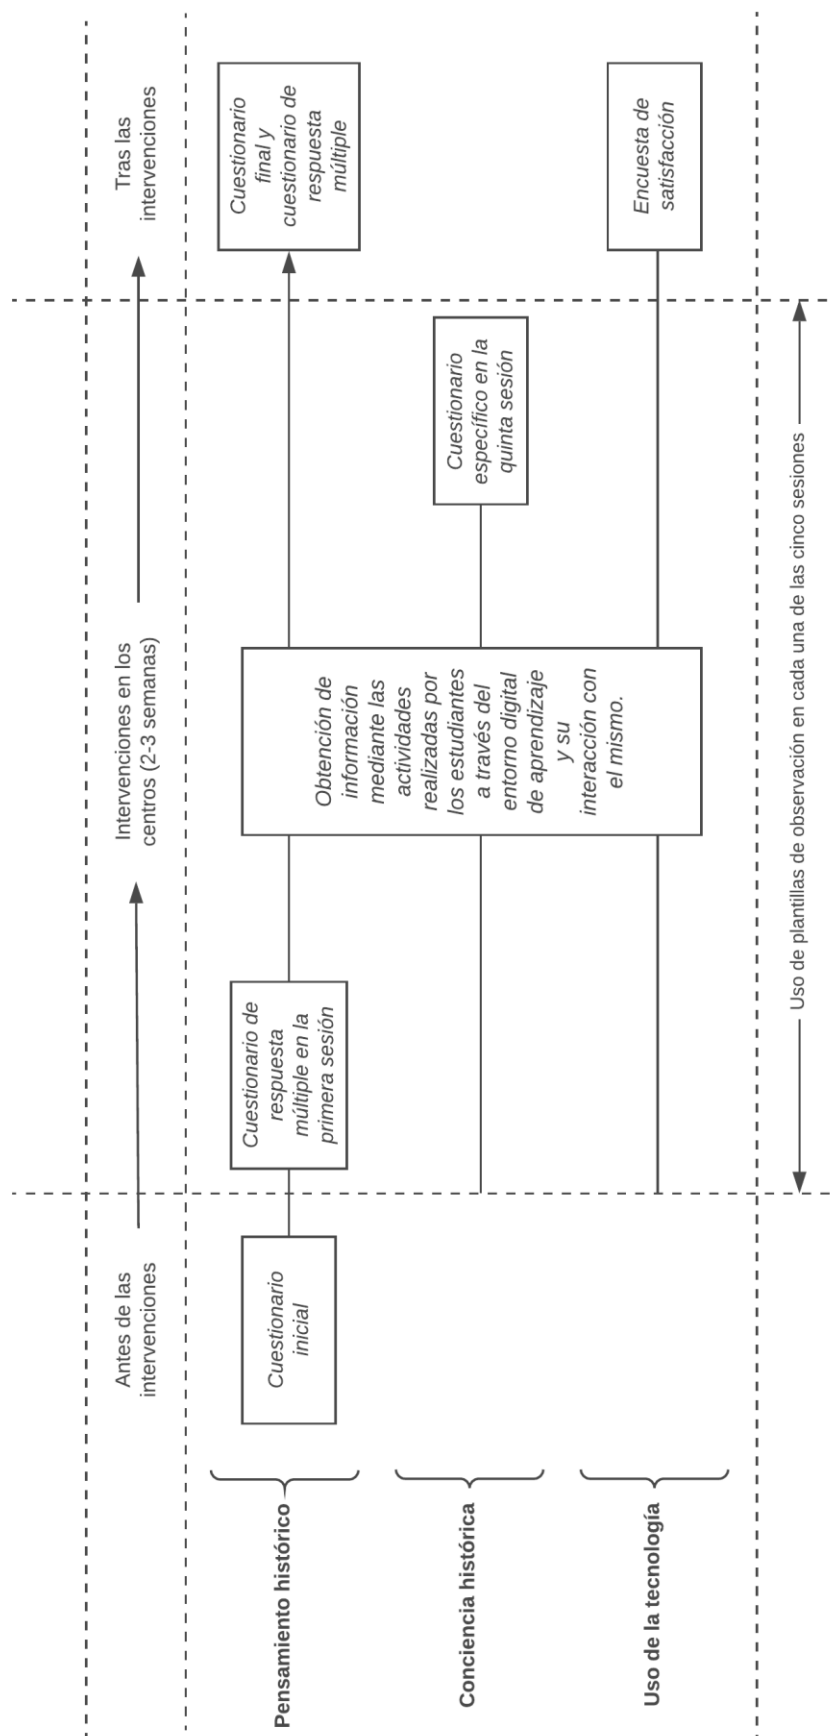 Antes de las
intervenciones
Intervenciones en los
centros (2-3 semanas)
Tras las
intervenciones
Pensamiento histórico
Cuestionario
inicial
Cuestionario de
respuesta
múltiple en la
primera sesión
Obtención de
información
mediante las
actividades
realizadas por
los estudiantes
a través del
entorno digital
de aprendizaje
y su
interacción con
el mismo.
Cuestionario
final y
cuestionario de
respuesta
múltiple
Conciencia histórica
Cuestionario
específico en la
quinta sesión
Uso de la tecnología
Encuesta de
satisfacción
Uso de plantillas de observación en cada una de las cinco sesiones